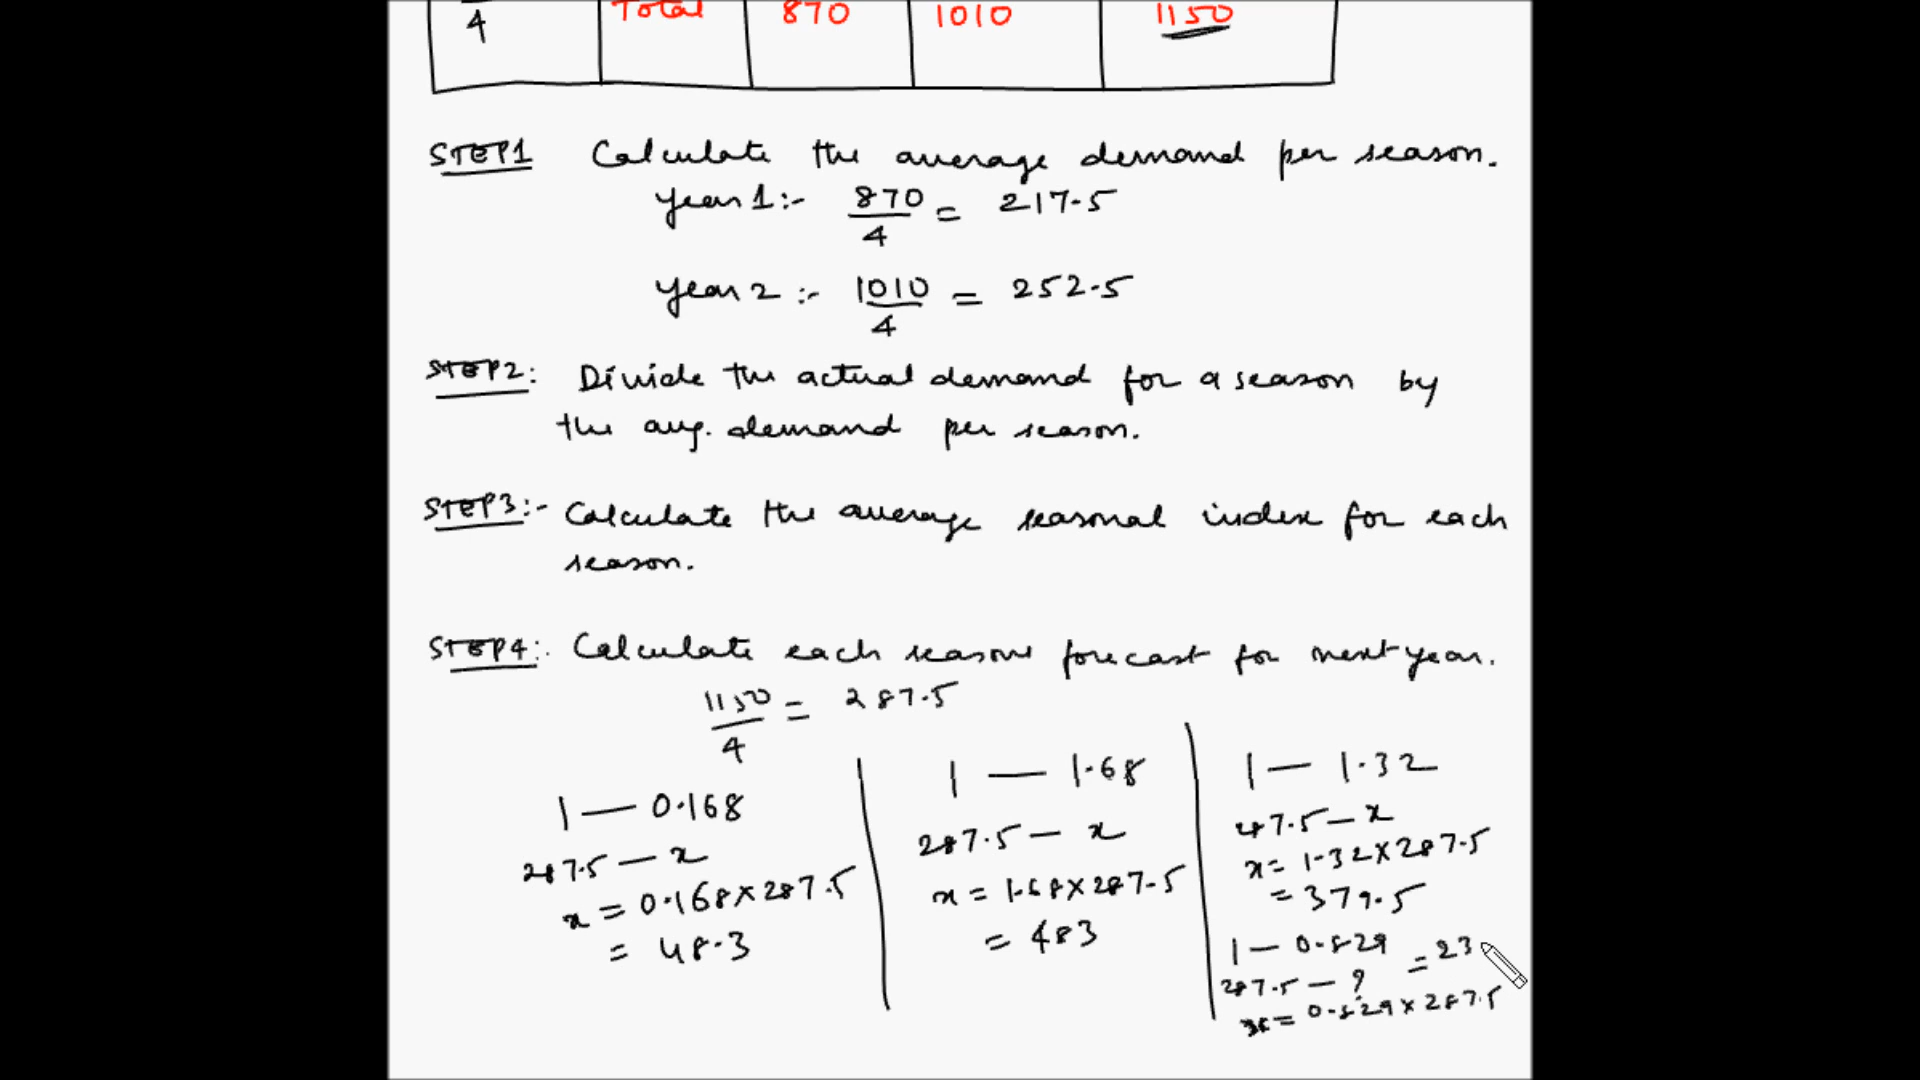 4 Total 870 1010 1150
STEP1 Calculate the average demand per season.
year 1:- 870/4 = 217.5
year 2 :- 1010/4 = 252.5
STEP2: Divide the actual demand for a season by
the avg. demand per season.
STEP3:- Calculate the average seasonal index for each
season.
STEP4:. Calculate each seasons forecast for next year.
1150/4 = 287.5
1 — 0.168
287.5 — x
x = 0.168 x 287.5
= 48.3
1 — 1.68
287.5 — x
x = 1.68 x 287.5
= 483
1 — 1.32
287.5 — x
x = 1.32 x 287.5
= 379.5
1 — 0.829 = 23
287.5 — ?
x = 0.829 x 287.5